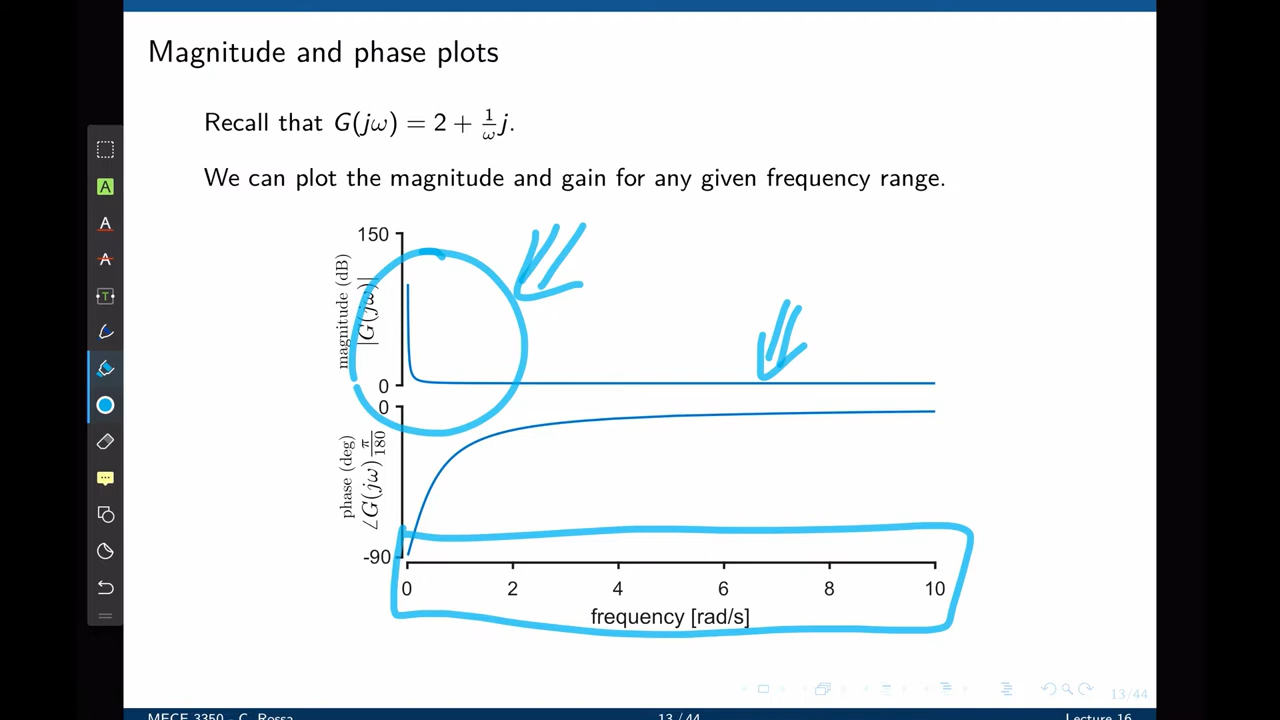 Magnitude and phase plots
Recall that G(jω) = 2 + 1/ω j.
We can plot the magnitude and gain for any given frequency range.
150
magnitude (dB)
|G(jω)|
0
0
phase (deg)
∠G(jω) π/180
-90
0 2 4 6 8 10
frequency [rad/s]
A
A
A
T
13/44
MECE 3350 - C. Rossa 13 / 44 Lecture 16